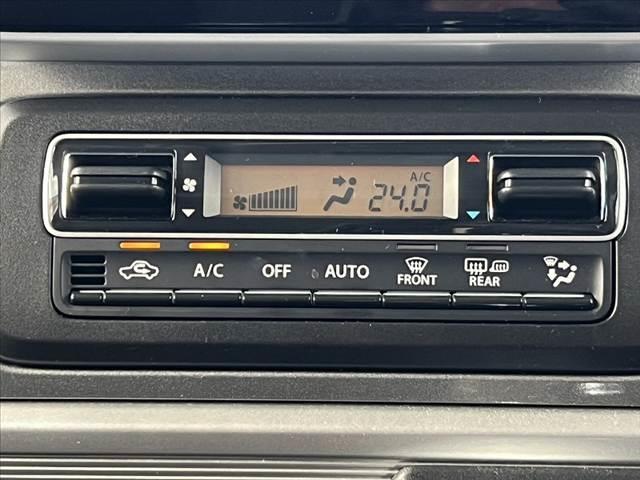 A/C
24.0
A/C OFF AUTO FRONT REAR